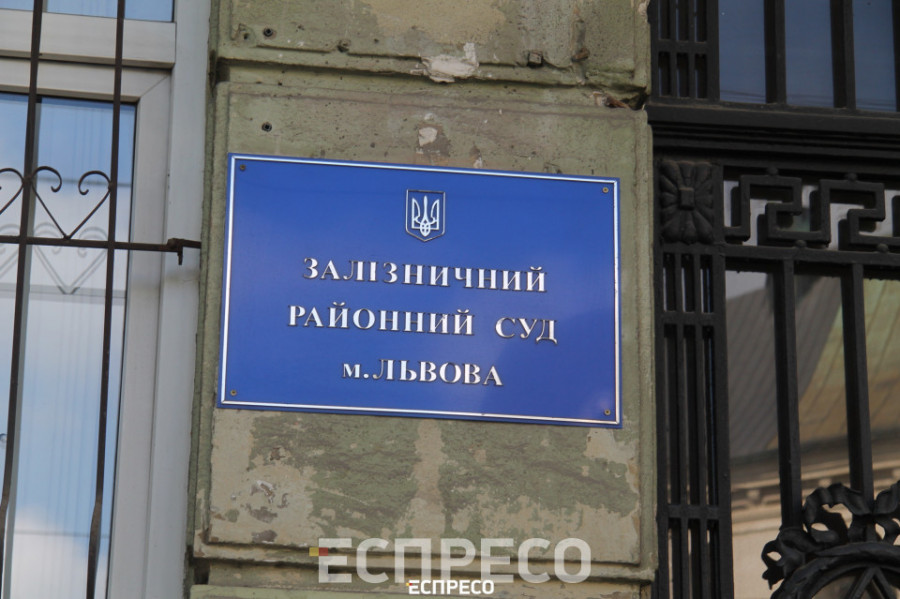 ЗАЛІЗНИЧНИЙ
РАЙОННИЙ СУД
м. ЛЬВОВА
ЕСПРЕСО
ЕСПРЕСО